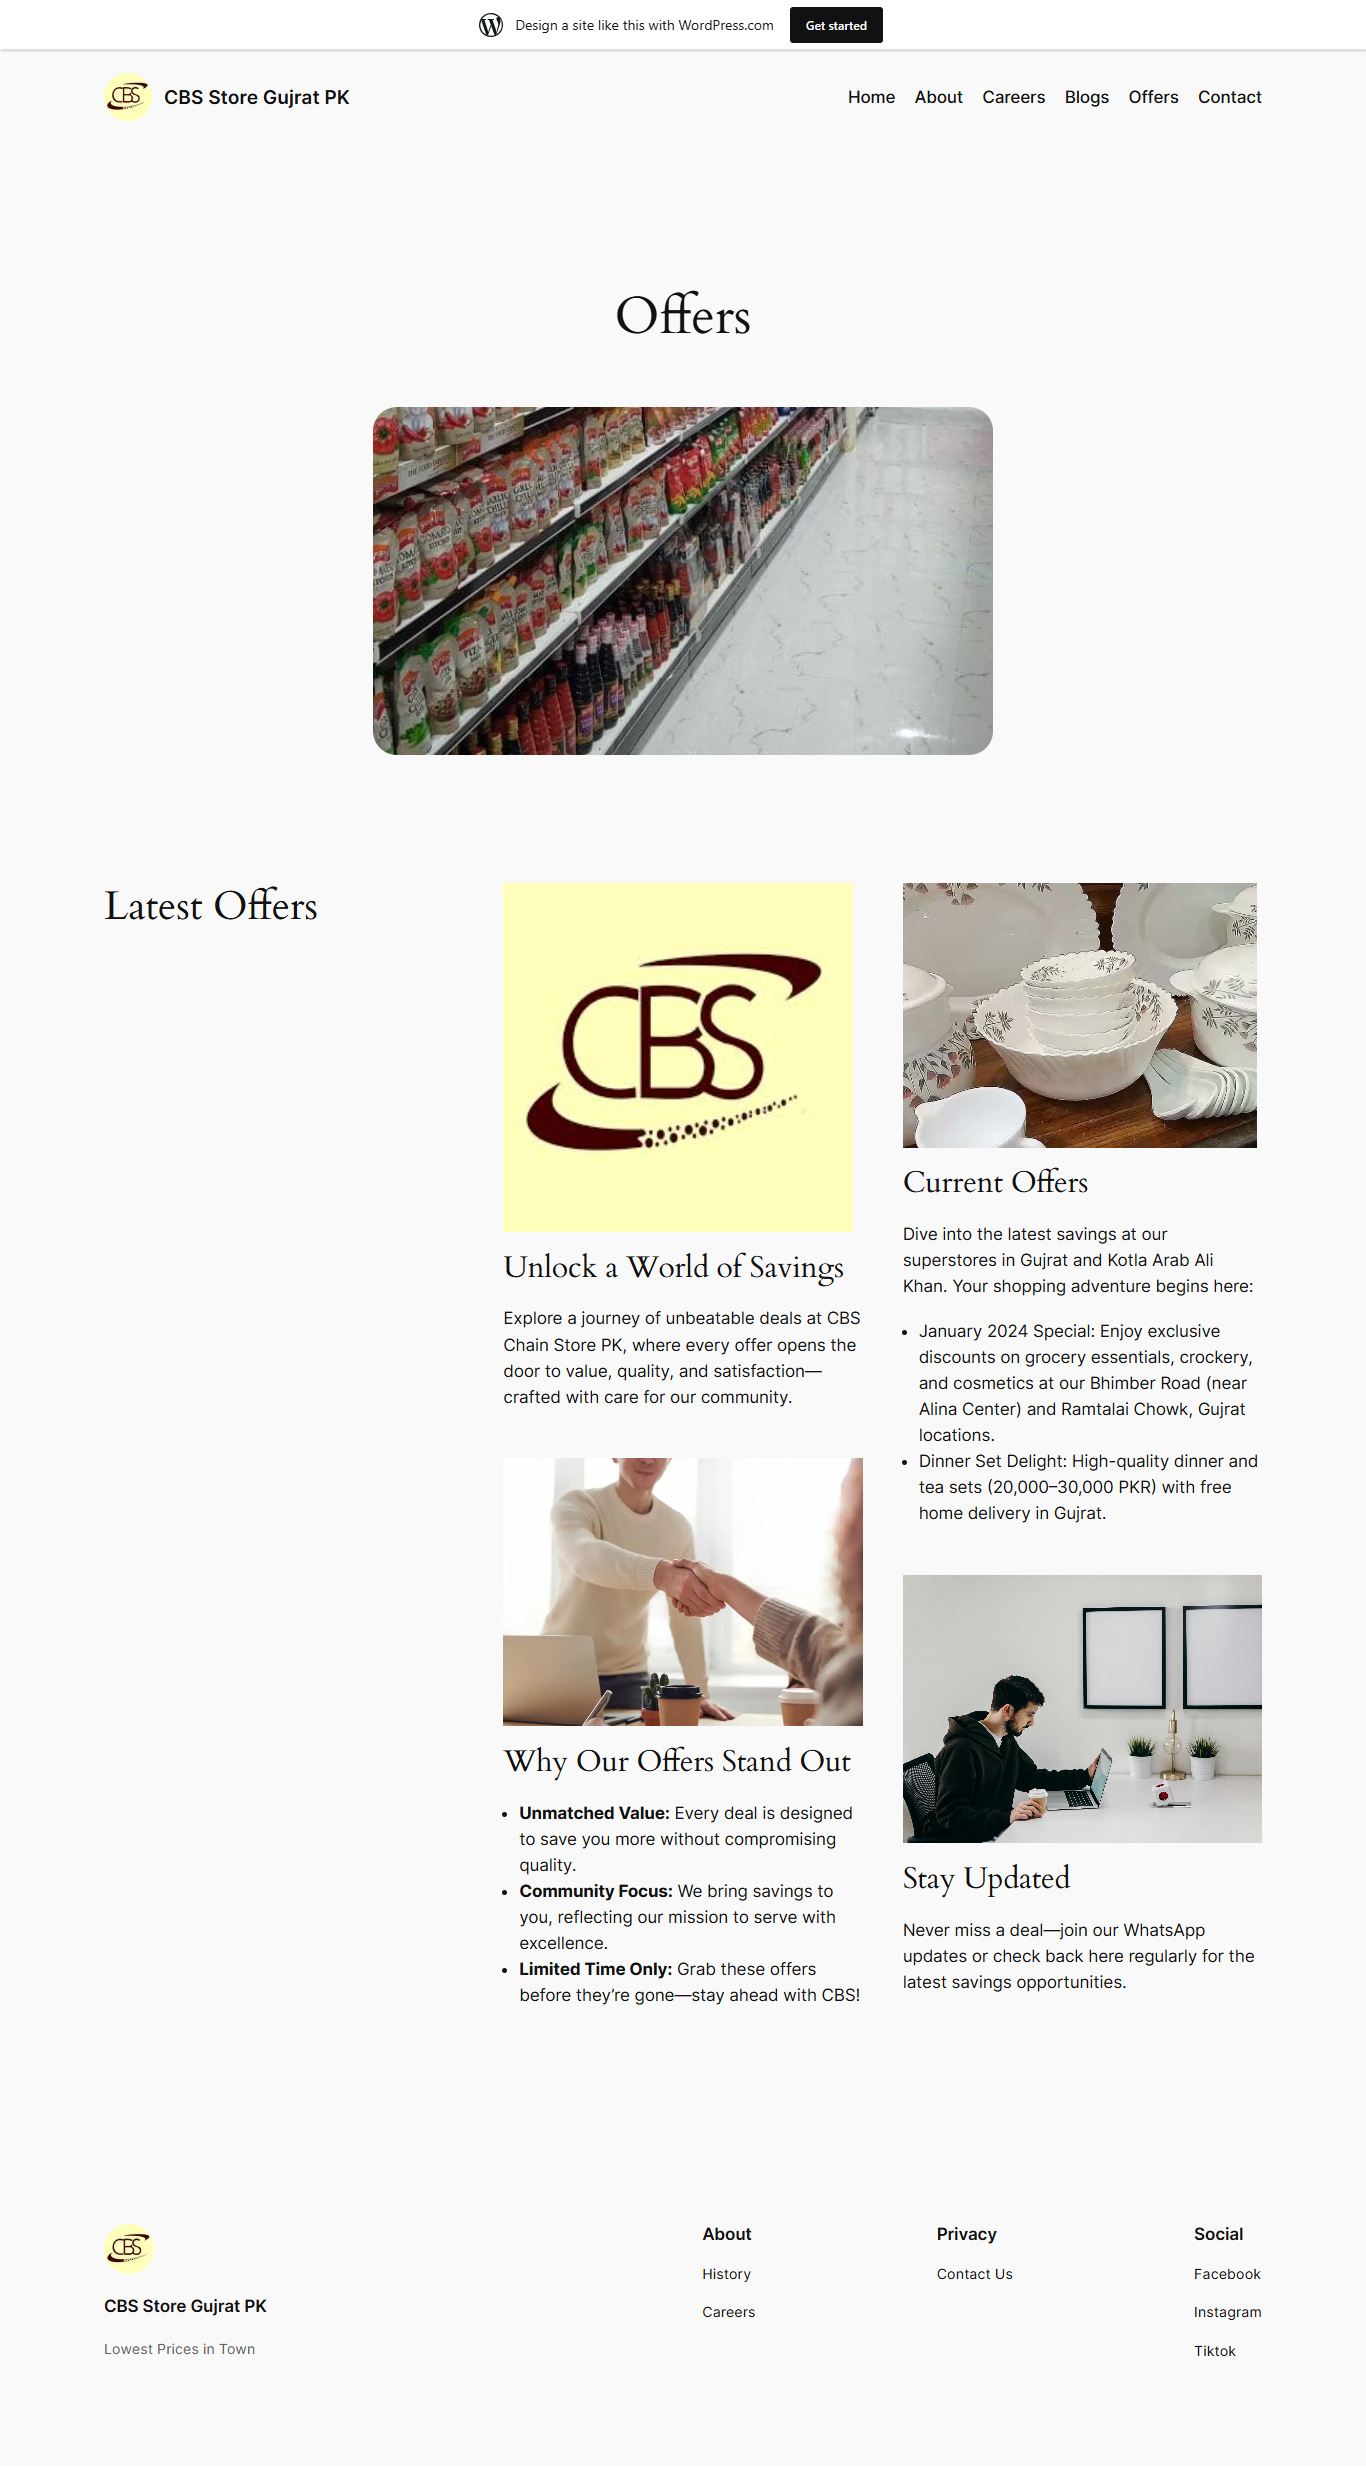 Design a site like this with WordPress.com
Get started
CBS
CBS Store Gujrat PK
Home
About
Careers
Blogs
Offers
Contact
Offers
Latest Offers
CBS
Unlock a World of Savings
Explore a journey of unbeatable deals at CBS
Chain Store PK, where every offer opens the
door to value, quality, and satisfaction—
crafted with care for our community.
Why Our Offers Stand Out
• Unmatched Value: Every deal is designed
to save you more without compromising
quality.
• Community Focus: We bring savings to
you, reflecting our mission to serve with
excellence.
• Limited Time Only: Grab these offers
before they’re gone—stay ahead with CBS!
Current Offers
Dive into the latest savings at our
superstores in Gujrat and Kotla Arab Ali
Khan. Your shopping adventure begins here:
• January 2024 Special: Enjoy exclusive
discounts on grocery essentials, crockery,
and cosmetics at our Bhimber Road (near
Alina Center) and Ramtalai Chowk, Gujrat
locations.
• Dinner Set Delight: High-quality dinner and
tea sets (20,000–30,000 PKR) with free
home delivery in Gujrat.
Stay Updated
Never miss a deal—join our WhatsApp
updates or check back here regularly for the
latest savings opportunities.
CBS
CBS Store Gujrat PK
Lowest Prices in Town
About
History
Careers
Privacy
Contact Us
Social
Facebook
Instagram
Tiktok